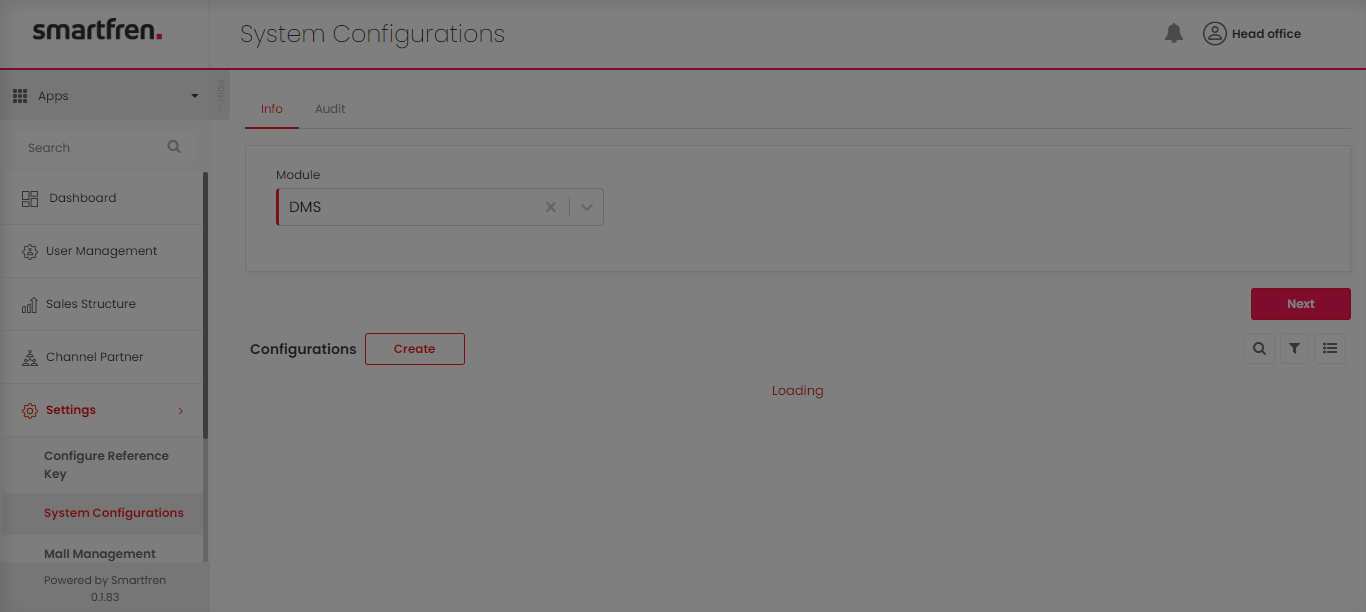 smartfren.
System Configurations
Head office
Apps
< Hide
Info
Audit
Search
Module
DMS
Dashboard
User Management
Sales Structure
Next
Channel Partner
Configurations
Create
Loading
Settings
Configure Reference
Key
System Configurations
Mall Management
Powered by Smartfren
0.1.83